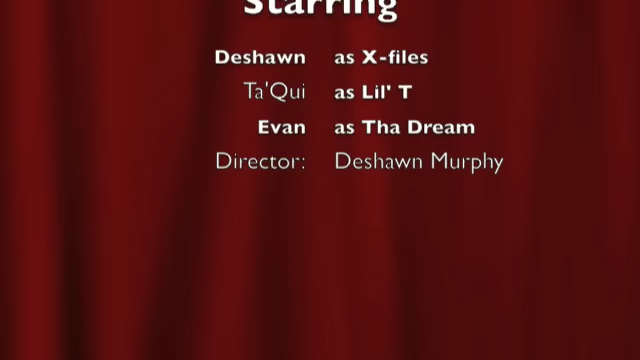 Starring
Deshawn as X-files
Ta'Qui as Lil' T
Evan as Tha Dream
Director: Deshawn Murphy